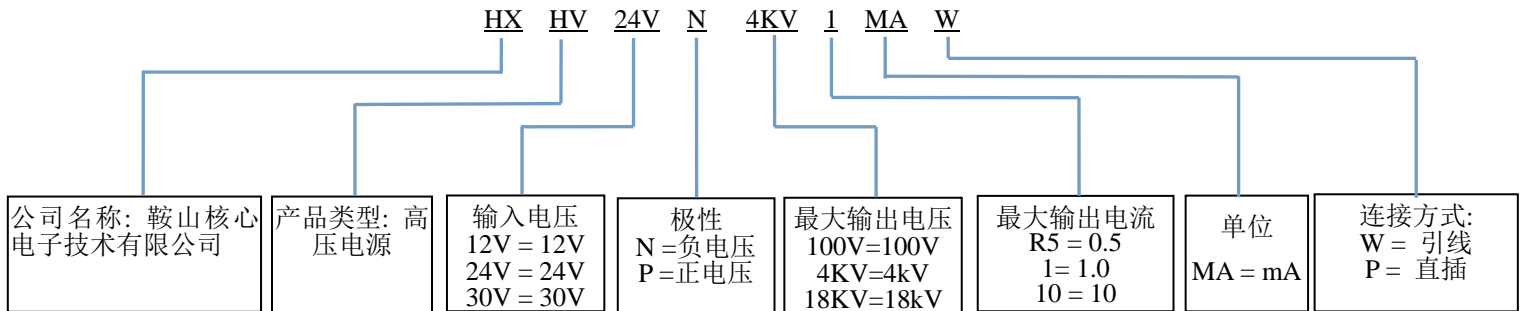 HX HV 24V N 4KV 1 MA W
公司名称: 鞍山核心
电子技术有限公司
产品类型: 高
压电源
输入电压
12V = 12V
24V = 24V
30V = 30V
极性
N =负电压
P =正电压
最大输出电压
100V=100V
4KV=4kV
18KV=18kV
最大输出电流
R5 = 0.5
1= 1.0
10 = 10
单位
MA = mA
连接方式:
W = 引线
P = 直插